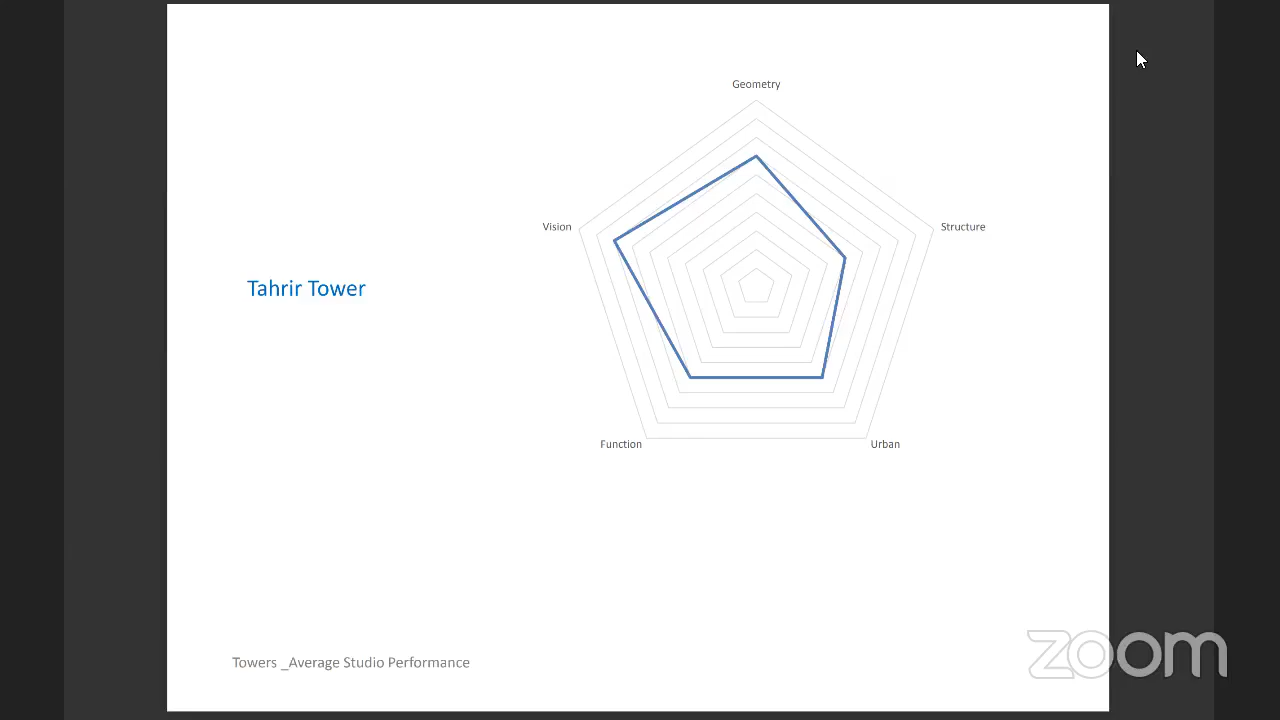 Geometry
Vision
Structure
Tahrir Tower
Function
Urban
Towers _Average Studio Performance
zoom